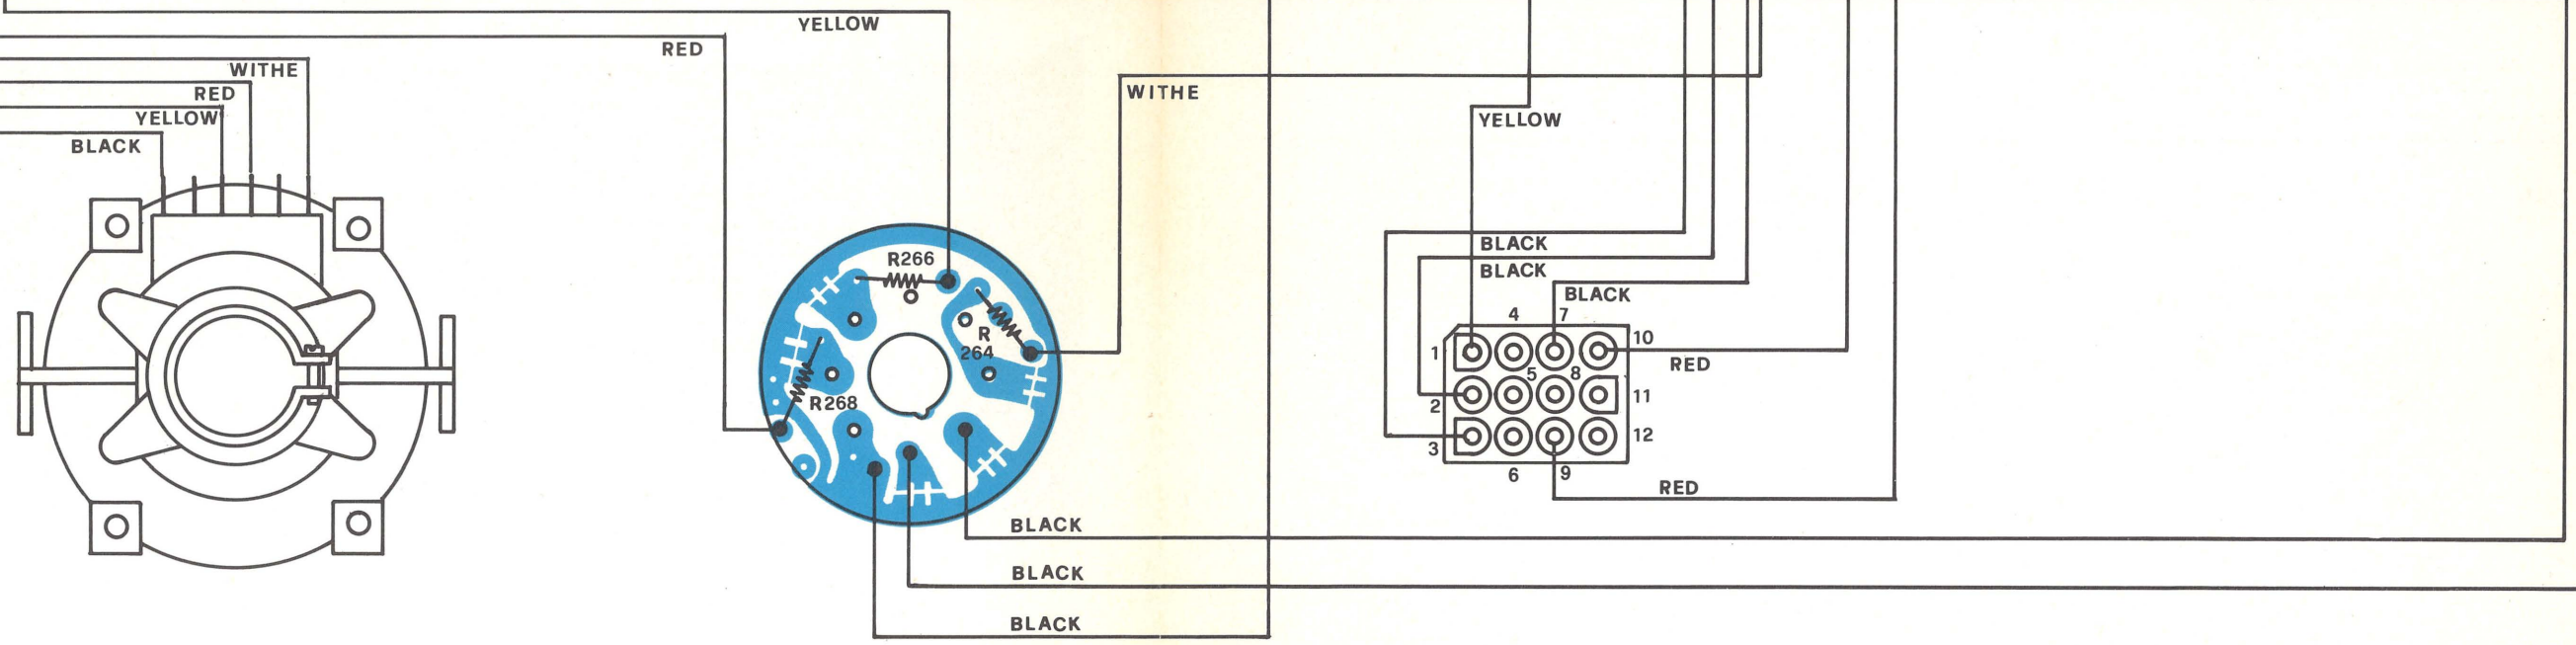 YELLOW
RED
WITHE
RED
YELLOW
BLACK
WITHE
YELLOW
R266
R
264
R268
BLACK
BLACK
BLACK
BLACK
BLACK
BLACK
4 7
1 10
RED
5 8
2 11
3 12
6 9
RED